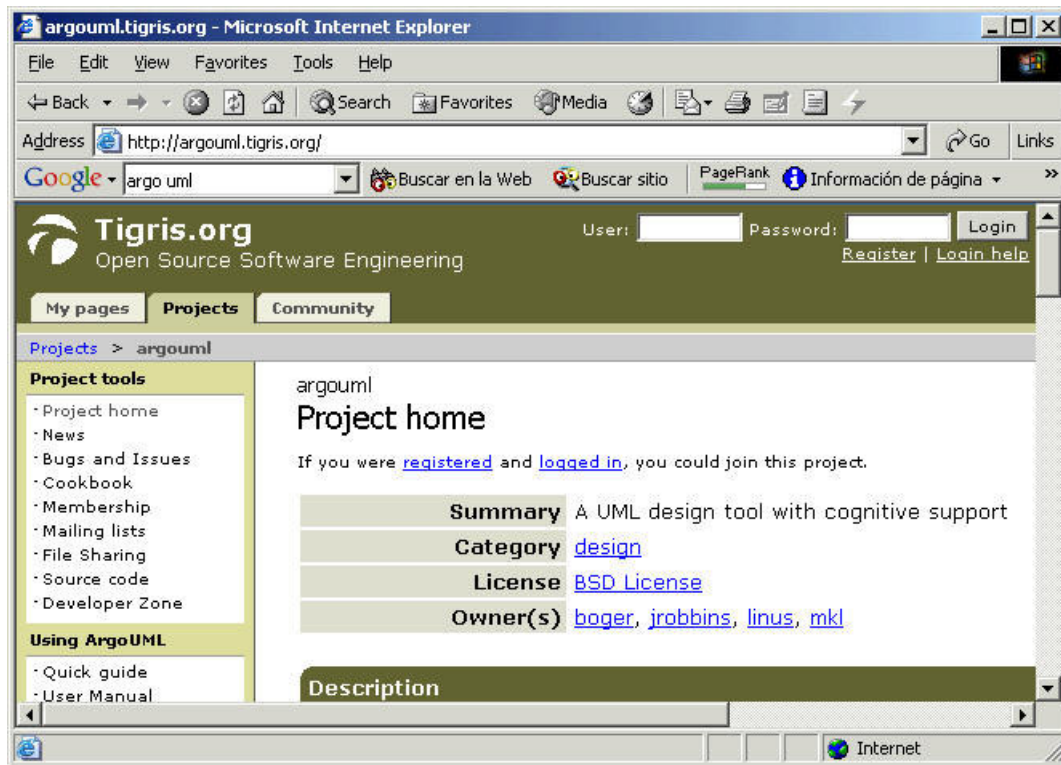 argouml.tigris.org - Microsoft Internet Explorer
File Edit View Favorites Tools Help
Back Search Favorites Media
Address http://argouml.tigris.org/ Go Links
Google argo uml Buscar en la Web Buscar sitio PageRank Información de página »
Tigris.org User: Password: Login
Open Source Software Engineering Register | Login help
My pages Projects Community
Projects > argouml
Project tools
· Project home
· News
· Bugs and Issues
· Cookbook
· Membership
· Mailing lists
· File Sharing
· Source code
· Developer Zone
Using ArgoUML
· Quick guide
· User Manual
argouml
Project home
If you were registered and logged in, you could join this project.
Summary A UML design tool with cognitive support
Category design
License BSD License
Owner(s) boger, jrobbins, linus, mkl
Description
Internet